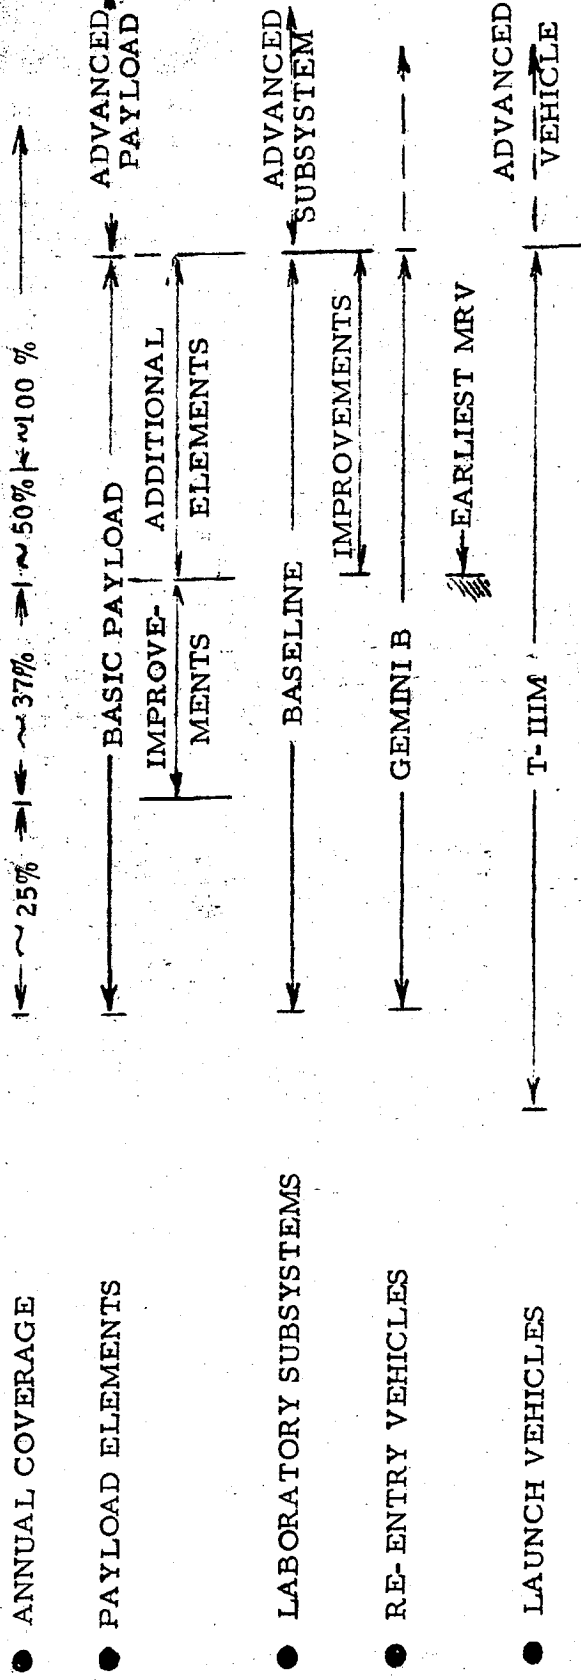 ● ANNUAL COVERAGE
~ 25%
~ 37%
~ 50%
~100 %
● PAYLOAD ELEMENTS
BASIC PAYLOAD
ADVANCED
PAYLOAD
IMPROVE-
MENTS
ADDITIONAL
ELEMENTS
● LABORATORY SUBSYSTEMS
BASELINE
ADVANCED
SUBSYSTEM
IMPROVEMENTS
● RE-ENTRY VEHICLES
GEMINI B
EARLIEST MRV
● LAUNCH VEHICLES
T-IIIM
ADVANCED
VEHICLE